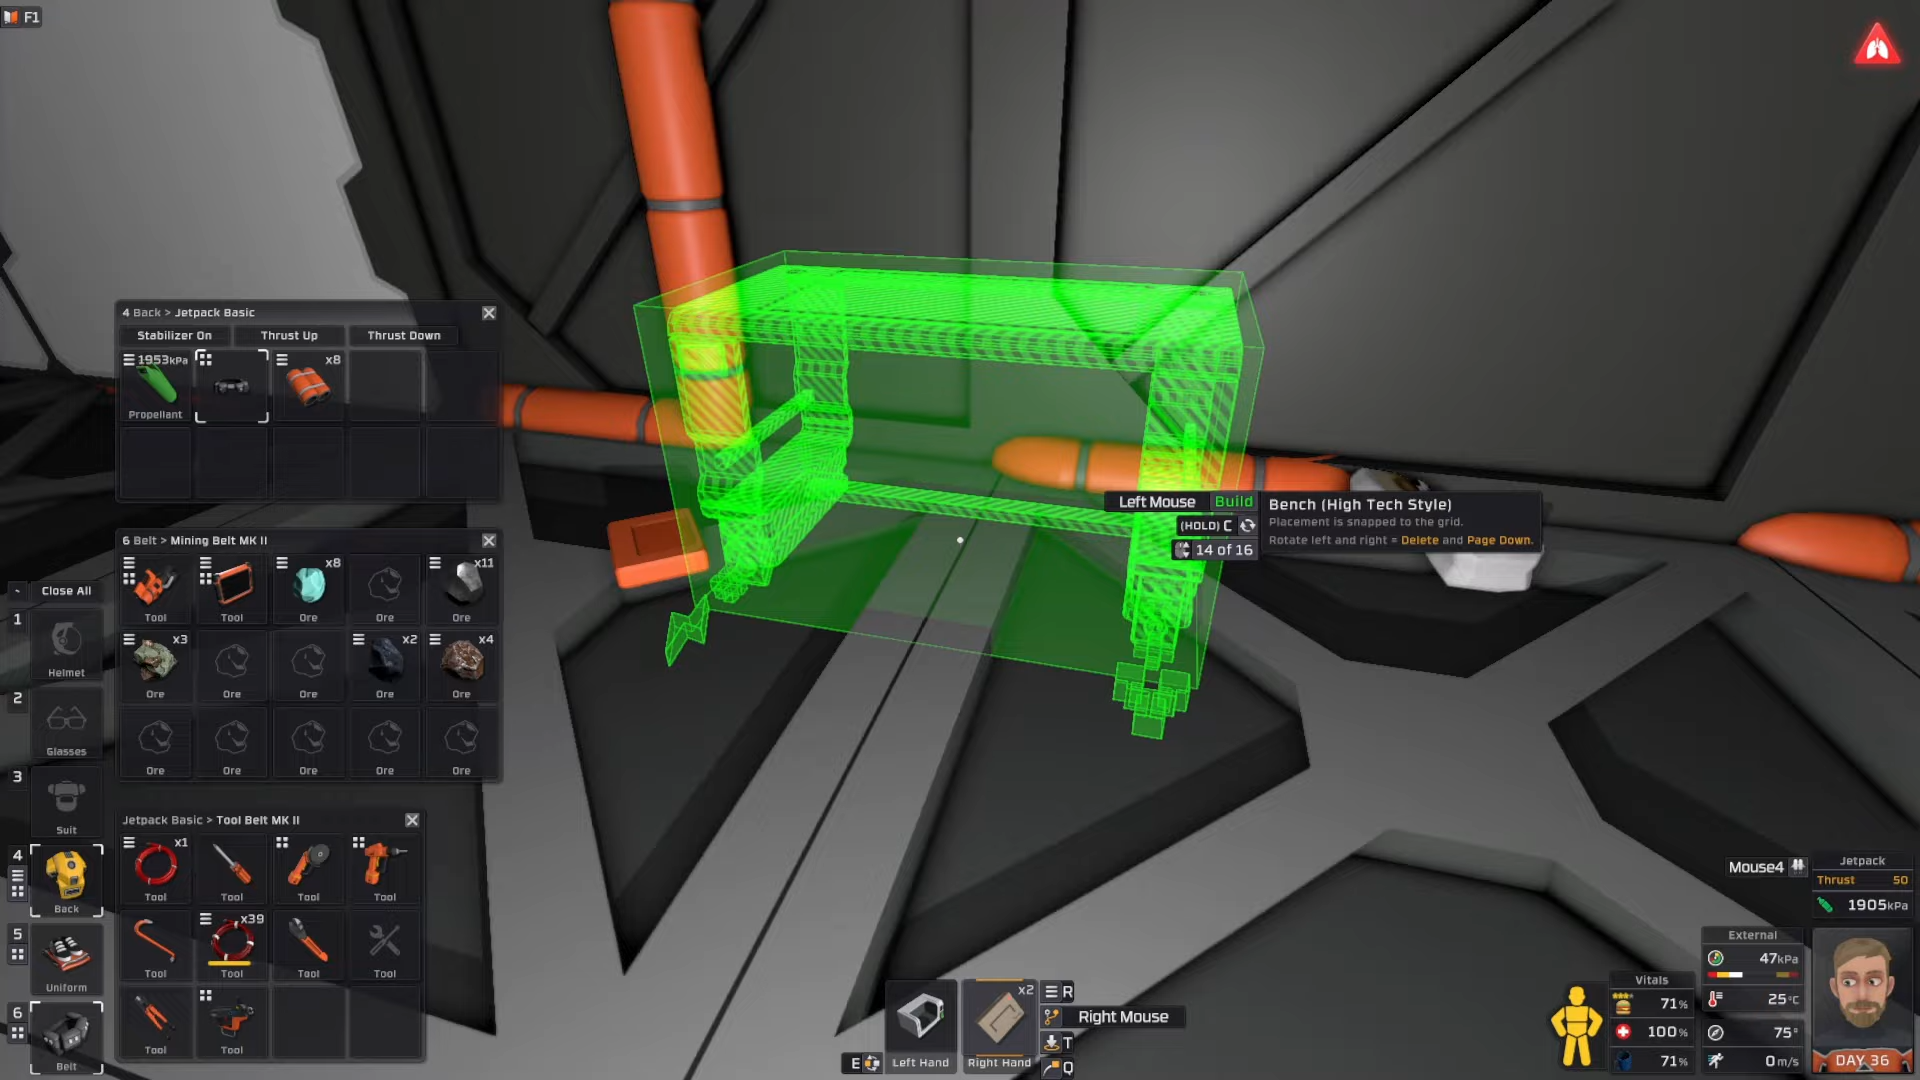 F1
4 Back > Jetpack Basic
Stabilizer On
Thrust Up
Thrust Down
1953kPa
x8
Propellant
6 Belt > Mining Belt MK II
x8
x11
Tool
Tool
Ore
Ore
Ore
x3
x2
x4
Ore
Ore
Ore
Ore
Ore
Ore
Ore
Ore
Ore
Ore
Jetpack Basic > Tool Belt MK II
x1
Tool
Tool
Tool
Tool
x39
Tool
Tool
Tool
Tool
Tool
Tool
~
Close All
1
Helmet
2
Glasses
3
Suit
4
Back
5
Uniform
6
Belt
Left Mouse
Build
(HOLD) C
14 of 16
Bench (High Tech Style)
Placement is snapped to the grid.
Rotate left and right = Delete and Page Down.
E
Left Hand
x2
Right Hand
R
Right Mouse
T
Q
Mouse4
Jetpack
Thrust 50
1905kPa
External
47kPa
25°C
75°
0m/s
Vitals
71%
100%
71%
DAY 36